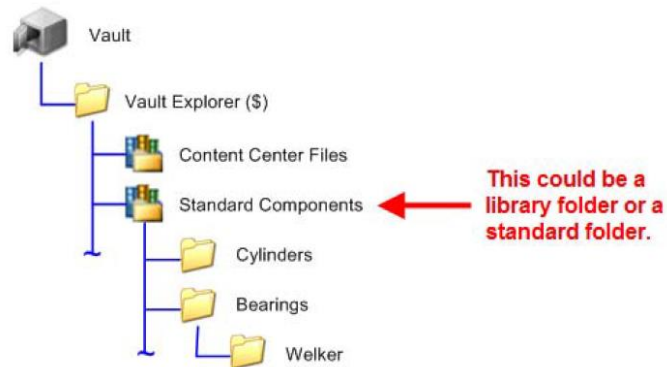 Vault
Vault Explorer ($)
Content Center Files
Standard Components
This could be a
library folder or a
standard folder.
Cylinders
Bearings
Welker